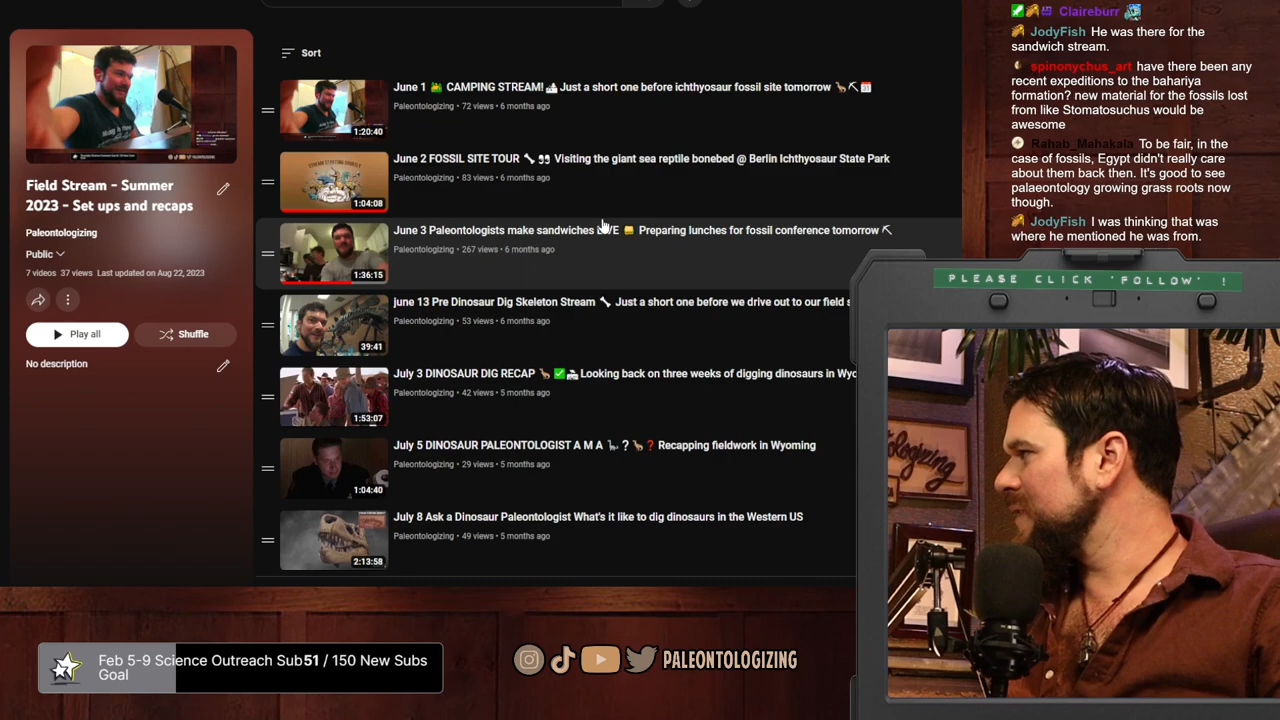 Sort
Field Stream - Summer
2023 - Set ups and recaps
Paleontologizing
Public
7 videos 37 views Last updated on Aug 22, 2023
Play all
Shuffle
No description
June 1 CAMPING STREAM! Just a short one before ichthyosaur fossil site tomorrow
Paleontologizing • 72 views • 6 months ago
1:20:40
June 2 FOSSIL SITE TOUR Visiting the giant sea reptile bonebed @ Berlin Ichthyosaur State Park
Paleontologizing • 83 views • 6 months ago
1:04:08
June 3 Paleontologists make sandwiches Preparing lunches for fossil conference tomorrow
Paleontologizing • 267 views • 6 months ago
1:36:15
june 13 Pre Dinosaur Dig Skeleton Stream Just a short one before we drive out to our field s
Paleontologizing • 53 views • 6 months ago
39:41
July 3 DINOSAUR DIG RECAP Looking back on three weeks of digging dinosaurs in Wyo
Paleontologizing • 42 views • 5 months ago
1:53:07
July 5 DINOSAUR PALEONTOLOGIST A M A Recapping fieldwork in Wyoming
Paleontologizing • 29 views • 5 months ago
1:04:40
July 8 Ask a Dinosaur Paleontologist What's it like to dig dinosaurs in the Western US
Paleontologizing • 49 views • 5 months ago
2:13:58
Claireburr
JodyFish He was there for the
sandwich stream.
spinonychus_art have there been any
recent expeditions to the bahariya
formation? new material for the fossils lost
from like Stomatosuchus would be
awesome
Rahab_Mahakala To be fair, in the
case of fossils, Egypt didn't really care
about them back then. It's good to see
palaeontology growing grass roots now
though.
JodyFish I was thinking that was
where he mentioned he was from.
PLEASE CLICK 'FOLLOW' !
Feb 5-9 Science Outreach Sub 51 / 150 New Subs
Goal
PALEONTOLOGIZING